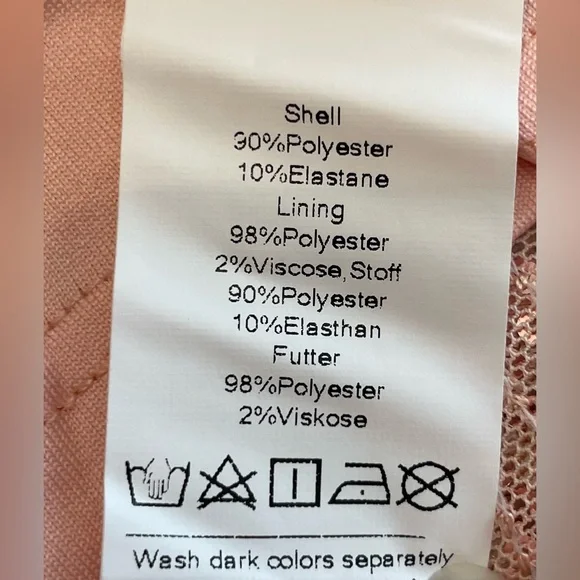 Shell
90%Polyester
10%Elastane
Lining
98%Polyester
2%Viscose,Stoff
90%Polyester
10%Elasthan
Futter
98%Polyester
2%Viskose
Wash dark colors separately